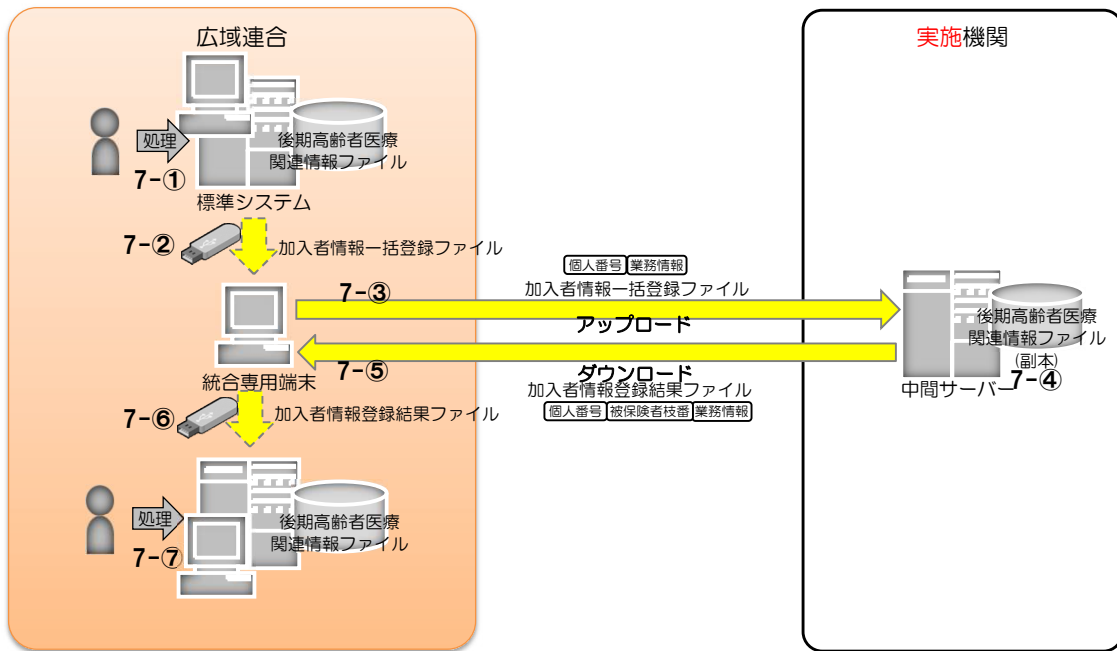 広域連合
実施機関
処理
7-①
後期高齢者医療
関連情報ファイル
標準システム
7-②
加入者情報一括登録ファイル
個人番号 業務情報
7-③
加入者情報一括登録ファイル
アップロード
後期高齢者医療
関連情報ファイル
(副本)
中間サーバー
7-④
7-⑤
ダウンロード
統合専用端末
加入者情報登録結果ファイル
個人番号 被保険者枝番 業務情報
7-⑥
加入者情報登録結果ファイル
処理
7-⑦
後期高齢者医療
関連情報ファイル